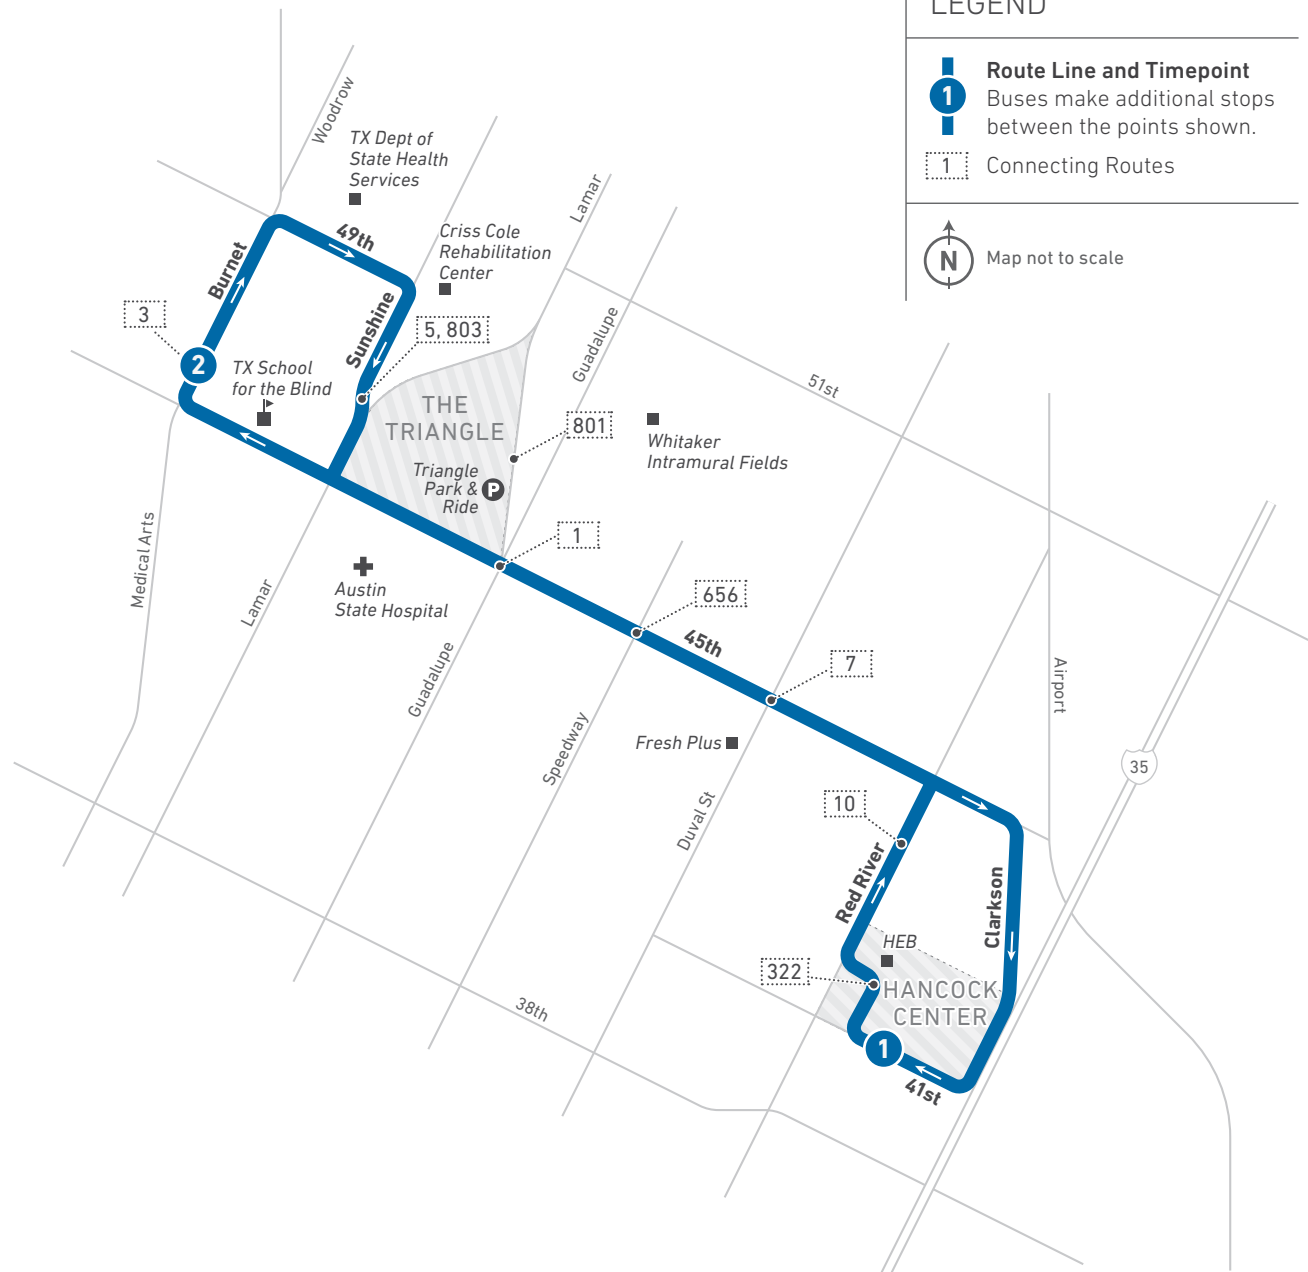 LEGEND
1
Route Line and Timepoint
Buses make additional stops
between the points shown.
1
Connecting Routes
N
Map not to scale
Woodrow
TX Dept of
State Health
Services
Lamar
Criss Cole
Rehabilitation
Center
49th
Burnet
Sunshine
3
5, 803
Guadalupe
2
TX School
for the Blind
51st
THE
TRIANGLE
801
Whitaker
Intramural Fields
Triangle
Park &
Ride
P
Medical Arts
1
Austin
State Hospital
Lamar
656
45th
Guadalupe
7
Airport
Speedway
Fresh Plus
35
Duval St
10
Red River
Clarkson
HEB
322
HANCOCK
CENTER
38th
1
41st